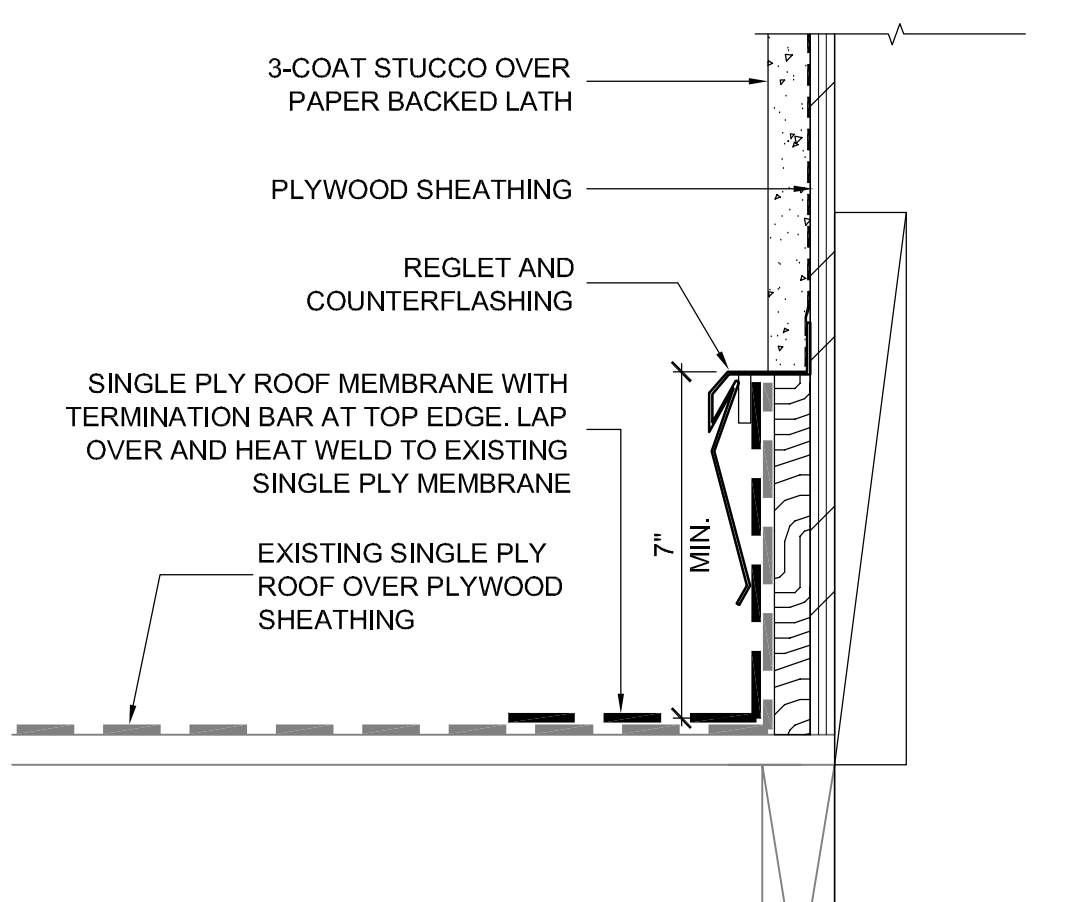 3-COAT STUCCO OVER
PAPER BACKED LATH
PLYWOOD SHEATHING
REGLET AND
COUNTERFLASHING
SINGLE PLY ROOF MEMBRANE WITH
TERMINATION BAR AT TOP EDGE. LAP
OVER AND HEAT WELD TO EXISTING
SINGLE PLY MEMBRANE
7"
MIN.
EXISTING SINGLE PLY
ROOF OVER PLYWOOD
SHEATHING